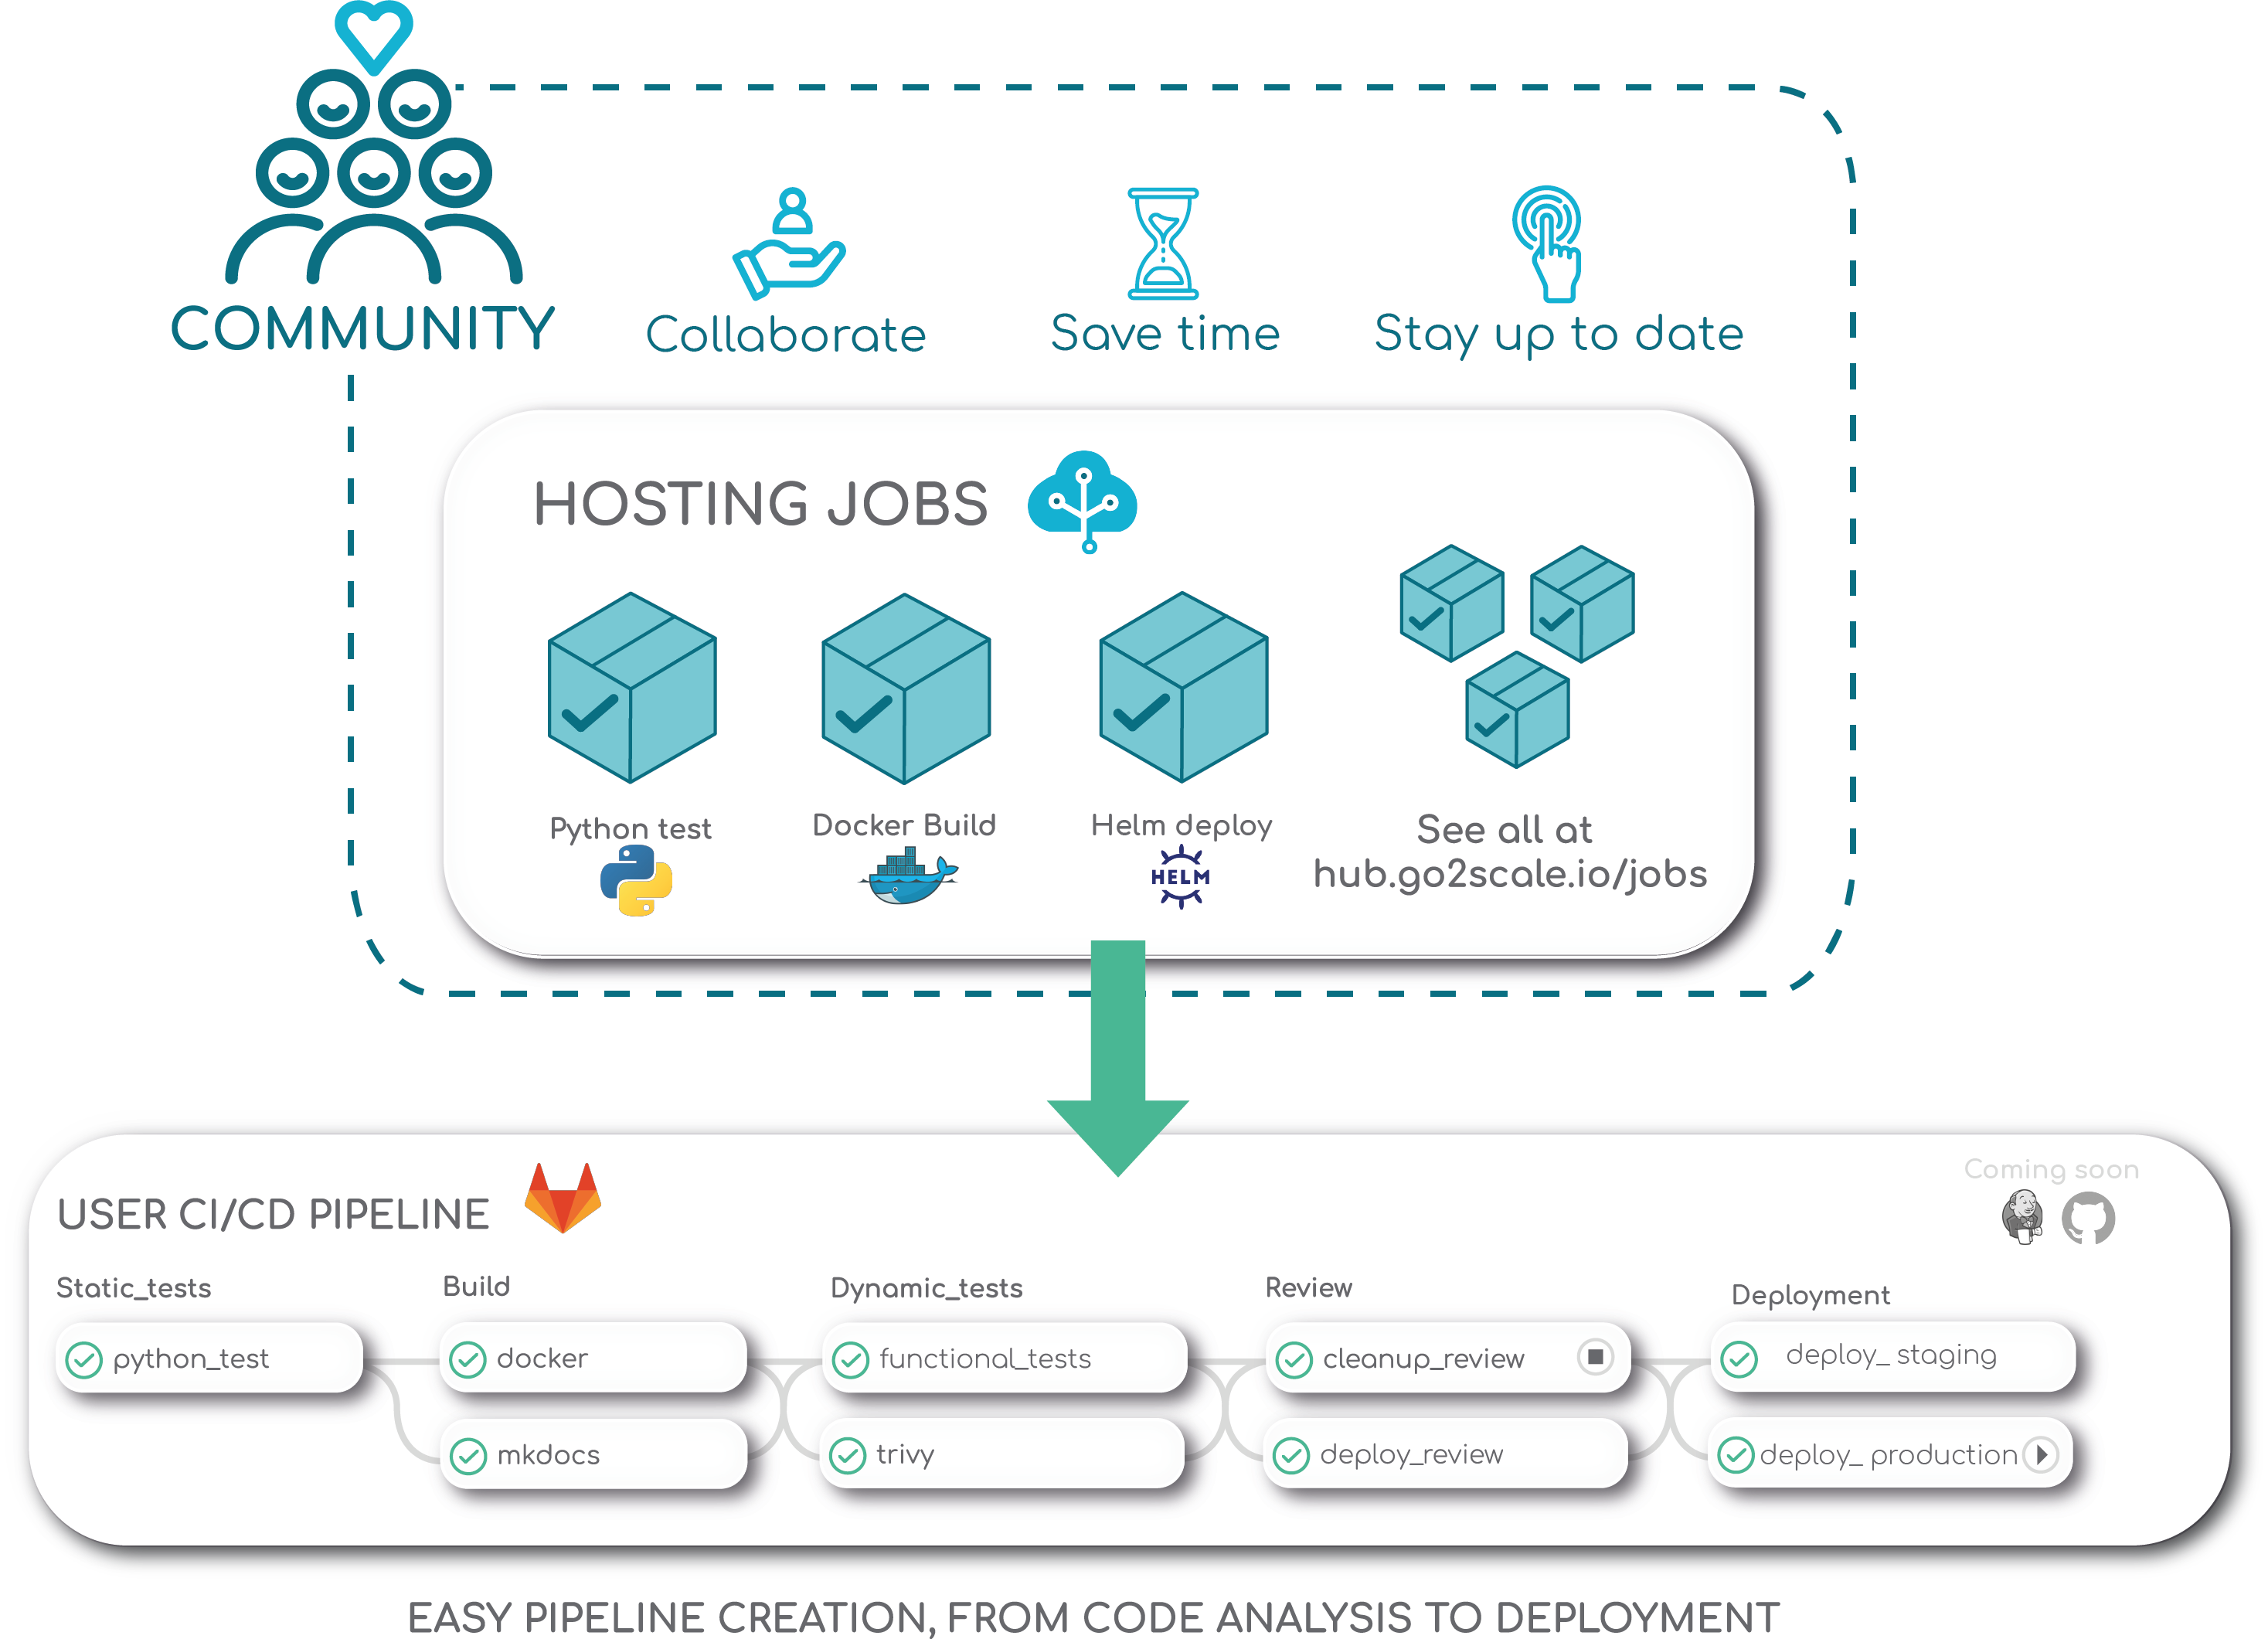 COMMUNITY
Collaborate
Save time
Stay up to date
HOSTING JOBS
Python test
Docker Build
Helm deploy
HELM
See all at
hub.go2scale.io/jobs
USER CI/CD PIPELINE
Coming soon
Static_tests
Build
Dynamic_tests
Review
Deployment
python_test
docker
functional_tests
cleanup_review
deploy_ staging
mkdocs
trivy
deploy_review
deploy_ production
EASY PIPELINE CREATION, FROM CODE ANALYSIS TO DEPLOYMENT